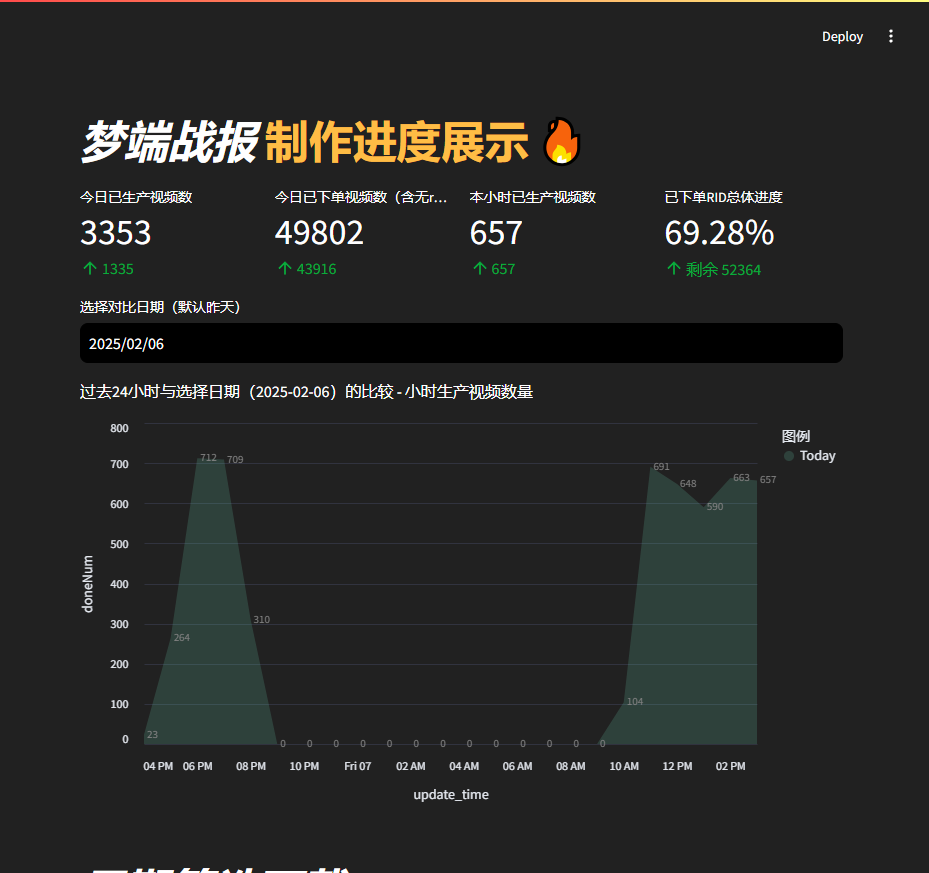 Deploy
梦端战报 制作进度展示 🔥
今日已生产视频数
3353
↑ 1335
今日已下单视频数（含无r…
49802
↑ 43916
本小时已生产视频数
657
↑ 657
已下单RID总体进度
69.28%
↑ 剩余 52364
选择对比日期（默认昨天）
2025/02/06
过去24小时与选择日期（2025-02-06）的比较 - 小时生产视频数量
图例
Today
doneNum
800
700
600
500
400
300
200
100
0
23
264
712
709
310
0 0 0 0 0 0 0 0 0 0 0 0 0
104
691
648
590
663
657
04 PM 06 PM 08 PM 10 PM Fri 07 02 AM 04 AM 06 AM 08 AM 10 AM 12 PM 02 PM
update_time